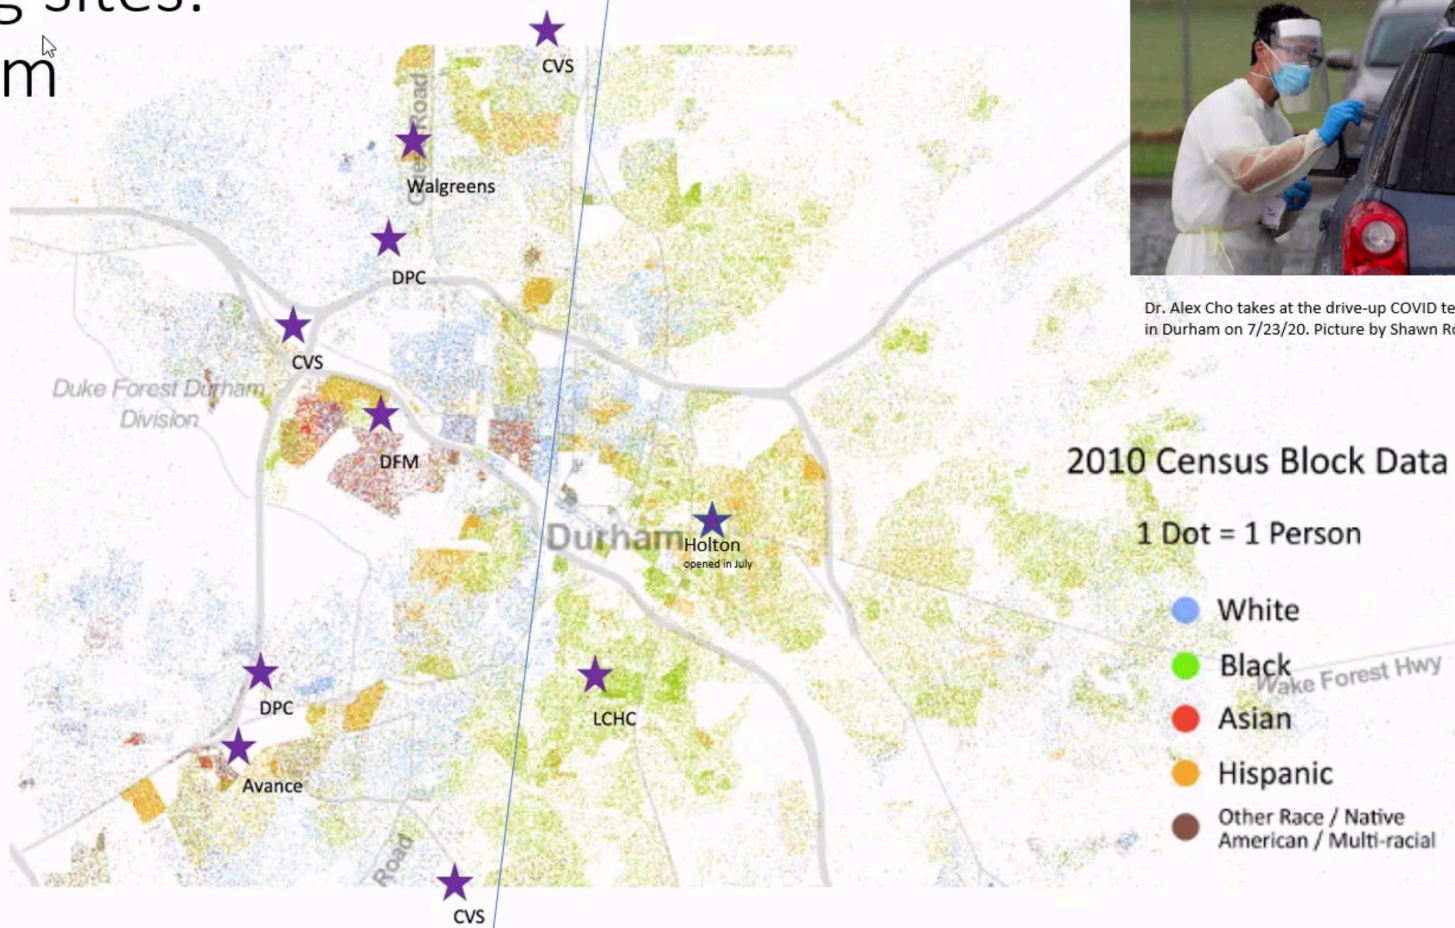 g sites:
m
CVS
Road
Walgreens
DPC
CVS
Duke Forest Durham
Division
DFM
Durham
Holton
opened in July
DPC
LCHC
Avance
Road
CVS
Dr. Alex Cho takes at the drive-up COVID te
in Durham on 7/23/20. Picture by Shawn Ro
2010 Census Block Data
1 Dot = 1 Person
White
Black
Wake Forest Hwy
Asian
Hispanic
Other Race / Native
American / Multi-racial